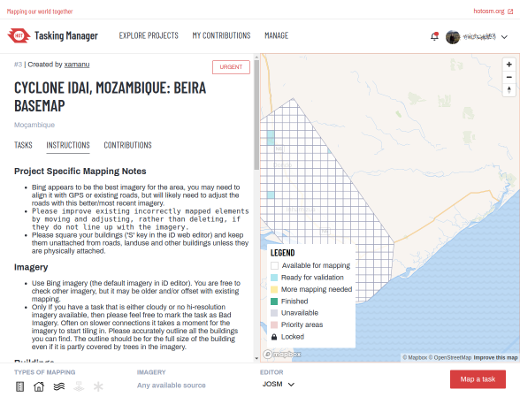 Mapping our world together
hotosm.org
HOT Tasking Manager
EXPLORE PROJECTS
MY CONTRIBUTIONS
MANAGE
#3 | Created by xamanu
URGENT
CYCLONE IDAI, MOZAMBIQUE: BEIRA
BASEMAP
Moçambique
TASKS
INSTRUCTIONS
CONTRIBUTIONS
Project Specific Mapping Notes
• Bing appears to be the best imagery for the area, you may need to
align it with GPS or existing roads, but will likely need to adjust the
roads with this better/most recent imagery.
• Please improve existing incorrectly mapped elements
by moving and adjusting, rather than deleting, if
they do not line up with the imagery.
• Please square your buildings ('S' key in the iD web editor) and keep
them unattached from roads, landuse and other buildings unless they
are physically attached.
Imagery
• Use Bing imagery (the default imagery in iD editor). You are free to
check other imagery, but it may be older and/or offset with existing
mapping.
• Only if you have a task that is either cloudy or no hi-resolution
imagery available, then please feel free to mark the task as Bad
Imagery. Often on slower connections it takes a moment for the
imagery to start tiling in. Please accurately outline all the buildings
you can find. The outline should be for the full size of the building
even if it is partly covered by trees in the imagery.
LEGEND
Available for mapping
Ready for validation
More mapping needed
Finished
Unavailable
Priority areas
Locked
mapbox
© Mapbox © OpenStreetMap Improve this map
TYPES OF MAPPING
IMAGERY
Any available source
EDITOR
JOSM
Map a task